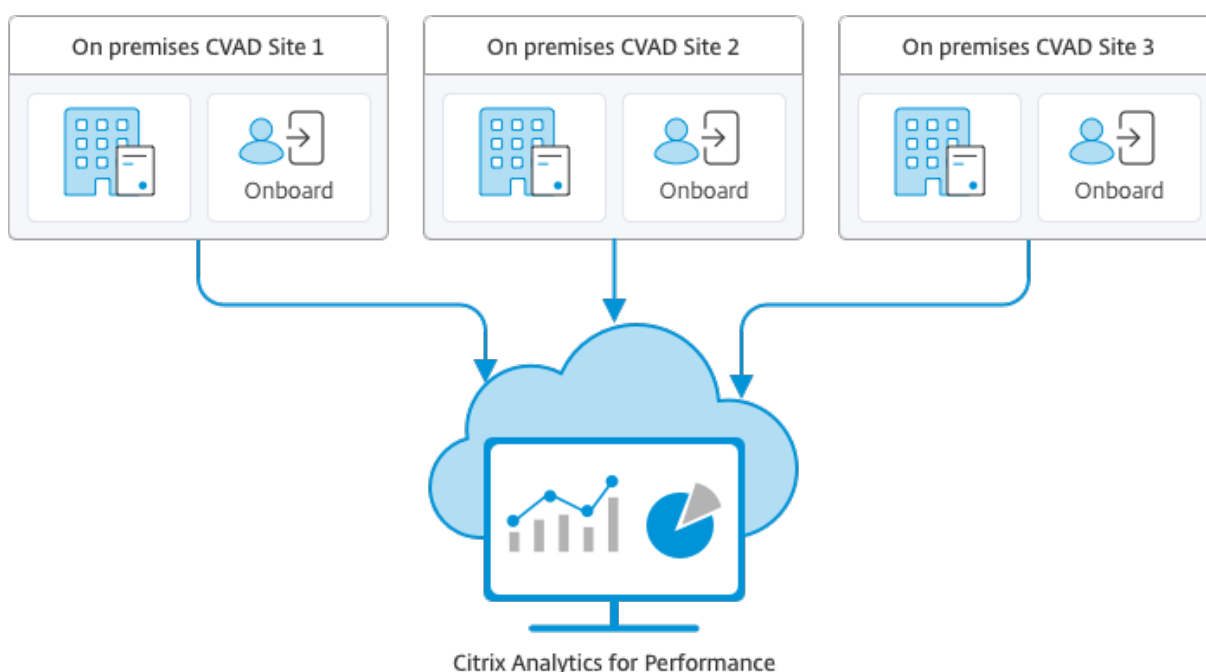 On premises CVAD Site 1
On premises CVAD Site 2
On premises CVAD Site 3
Onboard
Onboard
Onboard
Citrix Analytics for Performance